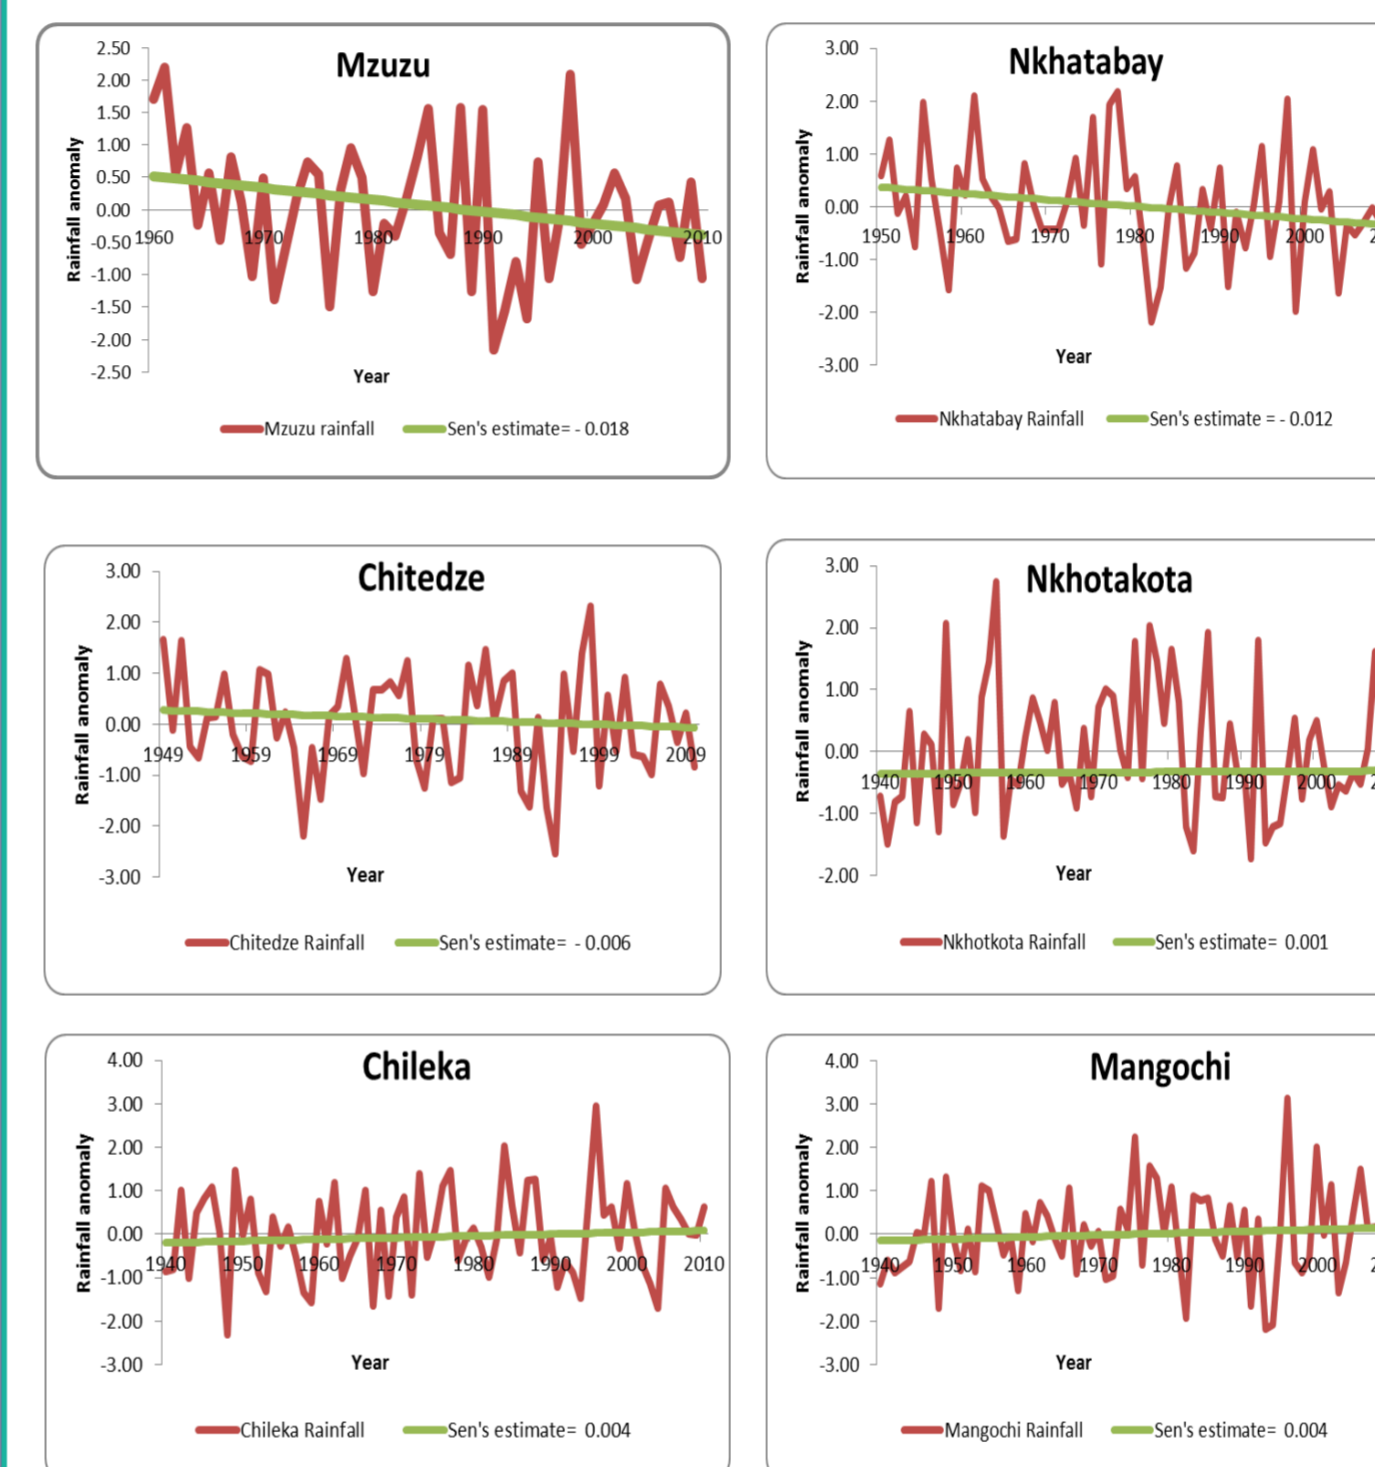 Mzuzu
2.50
2.00
1.50
1.00
0.50
0.00
-0.50
-1.00
-1.50
-2.00
-2.50
Rainfall anomaly
1960 1970 1980 1990 2000 2010
Year
Mzuzu rainfall Sen's estimate= - 0.018
Nkhatabay
3.00
2.00
1.00
0.00
-1.00
-2.00
-3.00
Rainfall anomaly
1950 1960 1970 1980 1990 2000
Year
Nkhatabay Rainfall Sen's estimate = - 0.012
Chitedze
3.00
2.00
1.00
0.00
-1.00
-2.00
-3.00
Rainfall anomaly
1949 1959 1969 1979 1989 1999 2009
Year
Chitedze Rainfall Sen's estimate= - 0.006
Nkhotakota
3.00
2.00
1.00
0.00
-1.00
-2.00
Rainfall anomaly
1940 1950 1960 1970 1980 1990 2000
Year
Nkhotkota Rainfall Sen's estimate= 0.001
Chileka
4.00
3.00
2.00
1.00
0.00
-1.00
-2.00
-3.00
Rainfall anomaly
1940 1950 1960 1970 1980 1990 2000 2010
Year
Chileka Rainfall Sen's estimate= 0.004
Mangochi
4.00
3.00
2.00
1.00
0.00
-1.00
-2.00
-3.00
Rainfall anomaly
1940 1950 1960 1970 1980 1990 2000
Year
Mangochi Rainfall Sen's estimate= 0.004